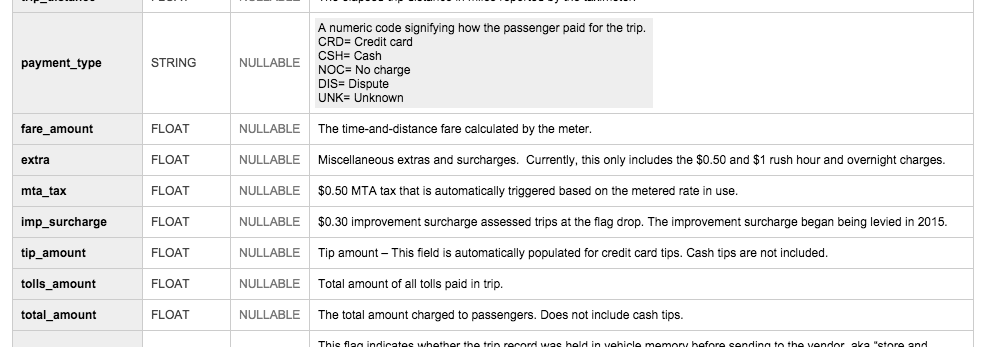 trip_distance FLOAT NULLABLE The elapsed trip distance in miles reported by the taximeter.
payment_type STRING NULLABLE A numeric code signifying how the passenger paid for the trip.
CRD= Credit card
CSH= Cash
NOC= No charge
DIS= Dispute
UNK= Unknown
fare_amount FLOAT NULLABLE The time-and-distance fare calculated by the meter.
extra FLOAT NULLABLE Miscellaneous extras and surcharges.  Currently, this only includes the $0.50 and $1 rush hour and overnight charges.
mta_tax FLOAT NULLABLE $0.50 MTA tax that is automatically triggered based on the metered rate in use.
imp_surcharge FLOAT NULLABLE $0.30 improvement surcharge assessed trips at the flag drop. The improvement surcharge began being levied in 2015.
tip_amount FLOAT NULLABLE Tip amount – This field is automatically populated for credit card tips. Cash tips are not included.
tolls_amount FLOAT NULLABLE Total amount of all tolls paid in trip.
total_amount FLOAT NULLABLE The total amount charged to passengers. Does not include cash tips.
This flag indicates whether the trip record was held in vehicle memory before sending to the vendor, aka "store and